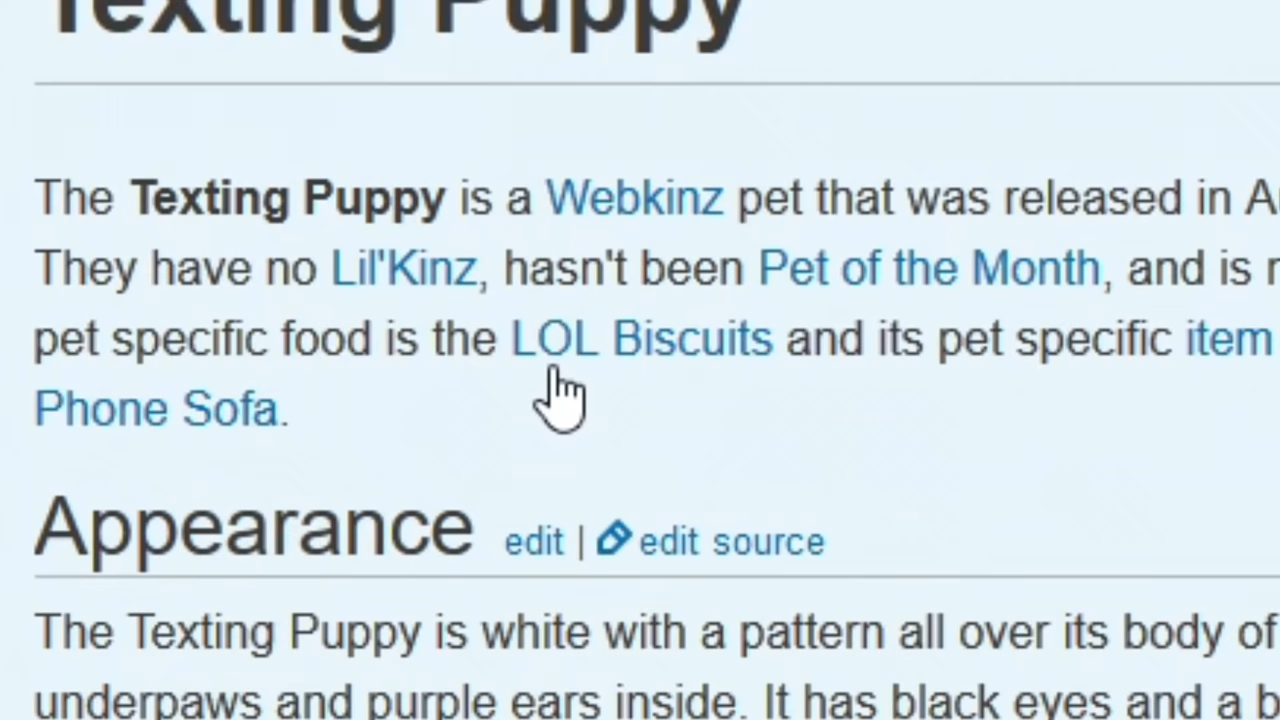 Texting Puppy
The Texting Puppy is a Webkinz pet that was released in
They have no Lil'Kinz, hasn't been Pet of the Month, and is
pet specific food is the LOL Biscuits and its pet specific item
Phone Sofa.
Appearance edit | edit source
The Texting Puppy is white with a pattern all over its body of
underpaws and purple ears inside. It has black eyes and a